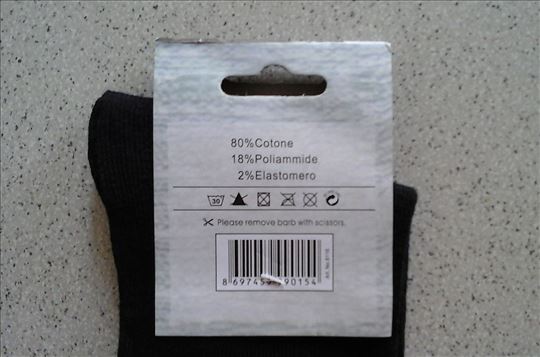 80%Cotone
18%Poliammide
2%Elastomero
30
Please remove barb with scissors.